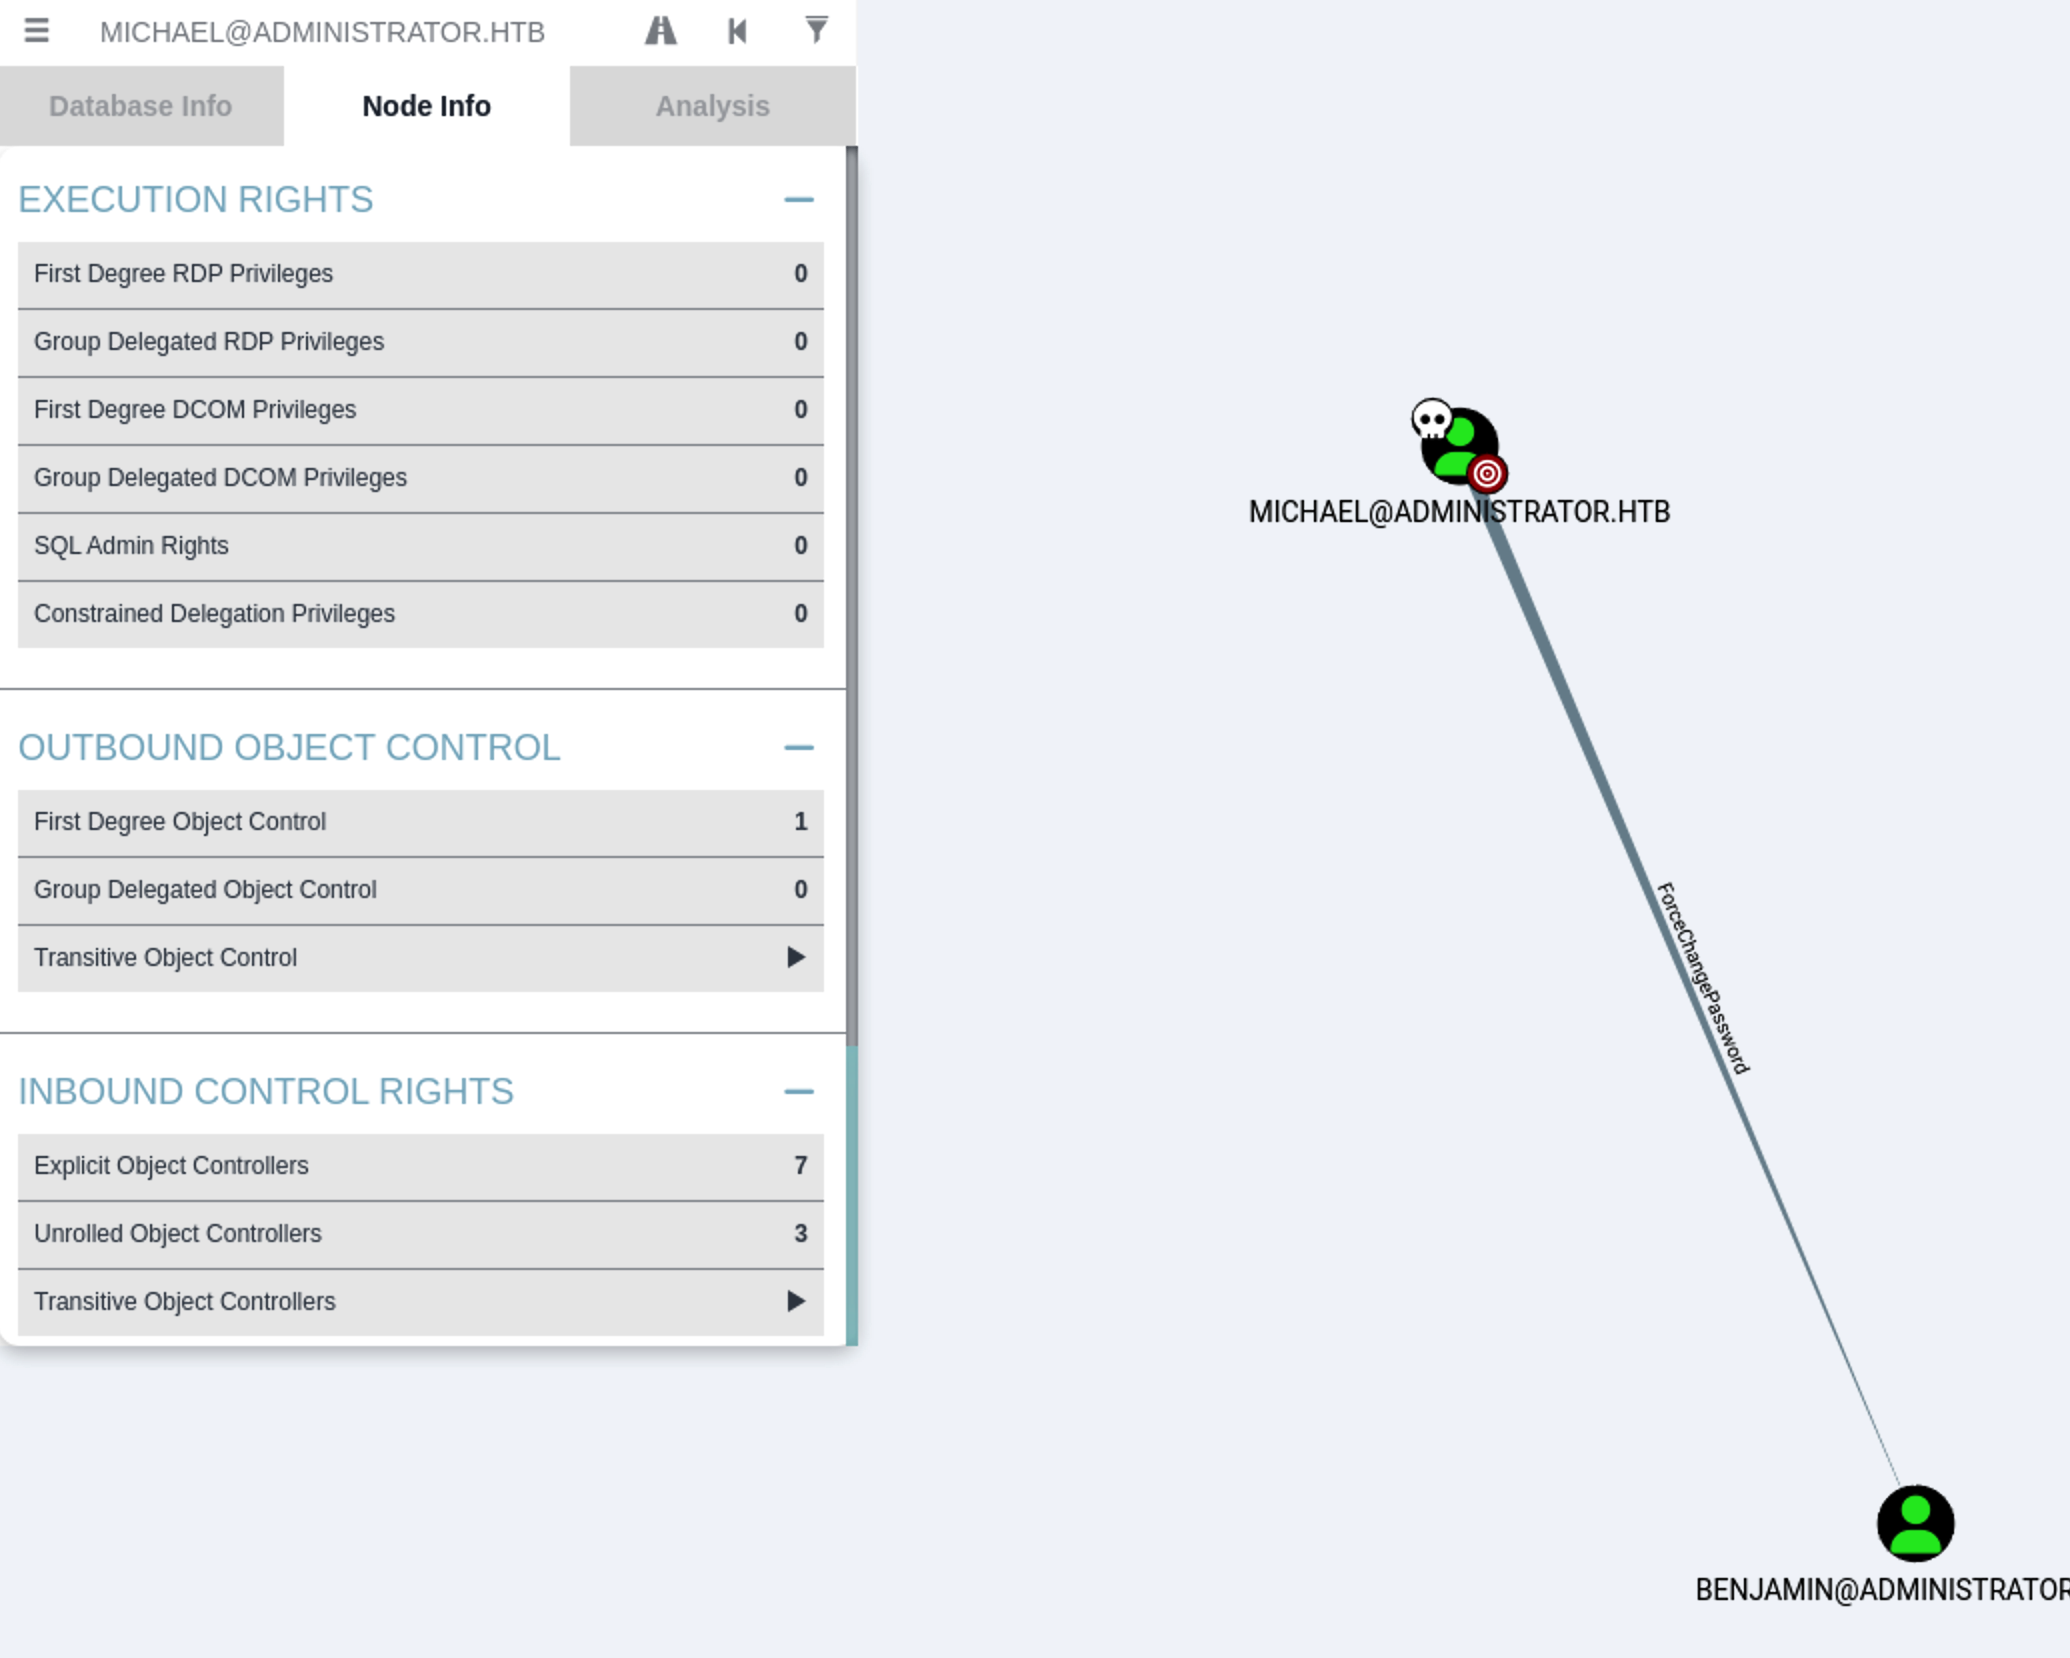 MICHAEL@ADMINISTRATOR.HTB
Database Info
Node Info
Analysis
EXECUTION RIGHTS
First Degree RDP Privileges 0
Group Delegated RDP Privileges 0
First Degree DCOM Privileges 0
Group Delegated DCOM Privileges 0
SQL Admin Rights 0
Constrained Delegation Privileges 0
OUTBOUND OBJECT CONTROL
First Degree Object Control 1
Group Delegated Object Control 0
Transitive Object Control
INBOUND CONTROL RIGHTS
Explicit Object Controllers 7
Unrolled Object Controllers 3
Transitive Object Controllers
MICHAEL@ADMINISTRATOR.HTB
ForceChangePassword
BENJAMIN@ADMINISTRATOR